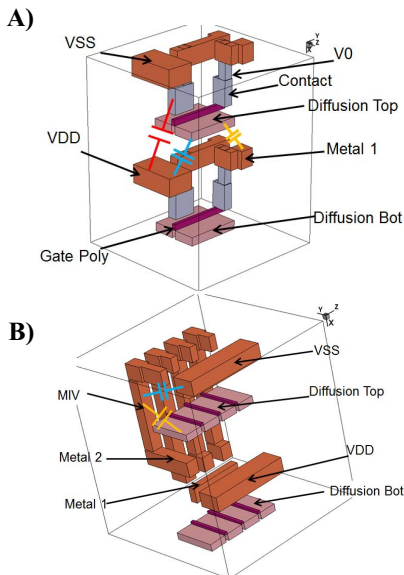 A)
VSS
V0
Contact
Diffusion Top
VDD
Metal 1
Diffusion Bot
Gate Poly
Y
Z
X
B)
Y
Z
X
VSS
MIV
Diffusion Top
Metal 2
VDD
Metal 1
Diffusion Bot